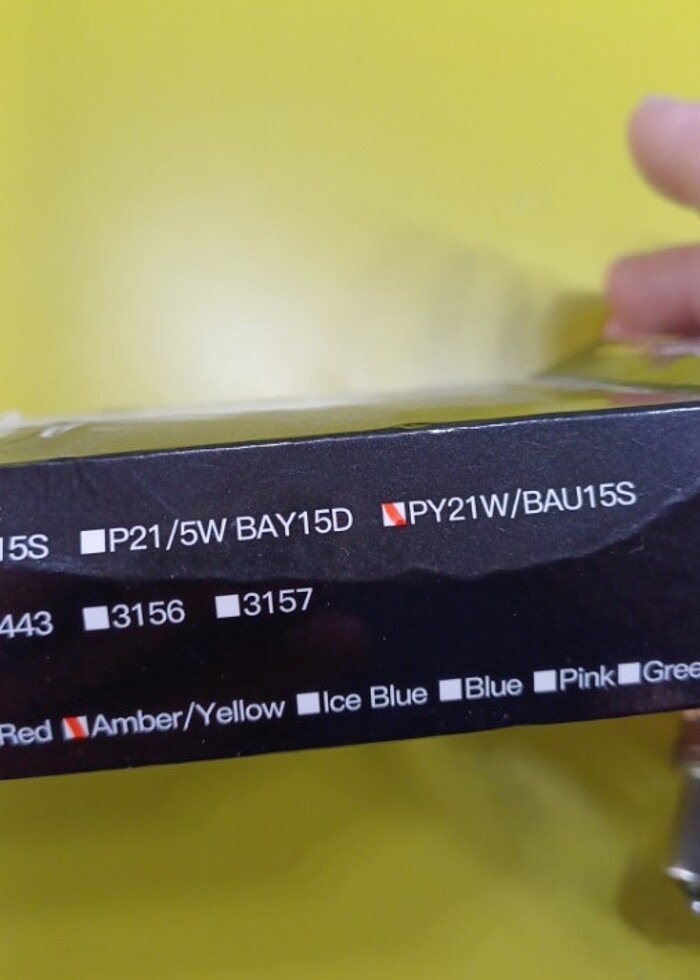 15S P21/5W BAY15D PY21W/BAU15S
443 3156 3157
Red Amber/Yellow Ice Blue Blue Pink Gree